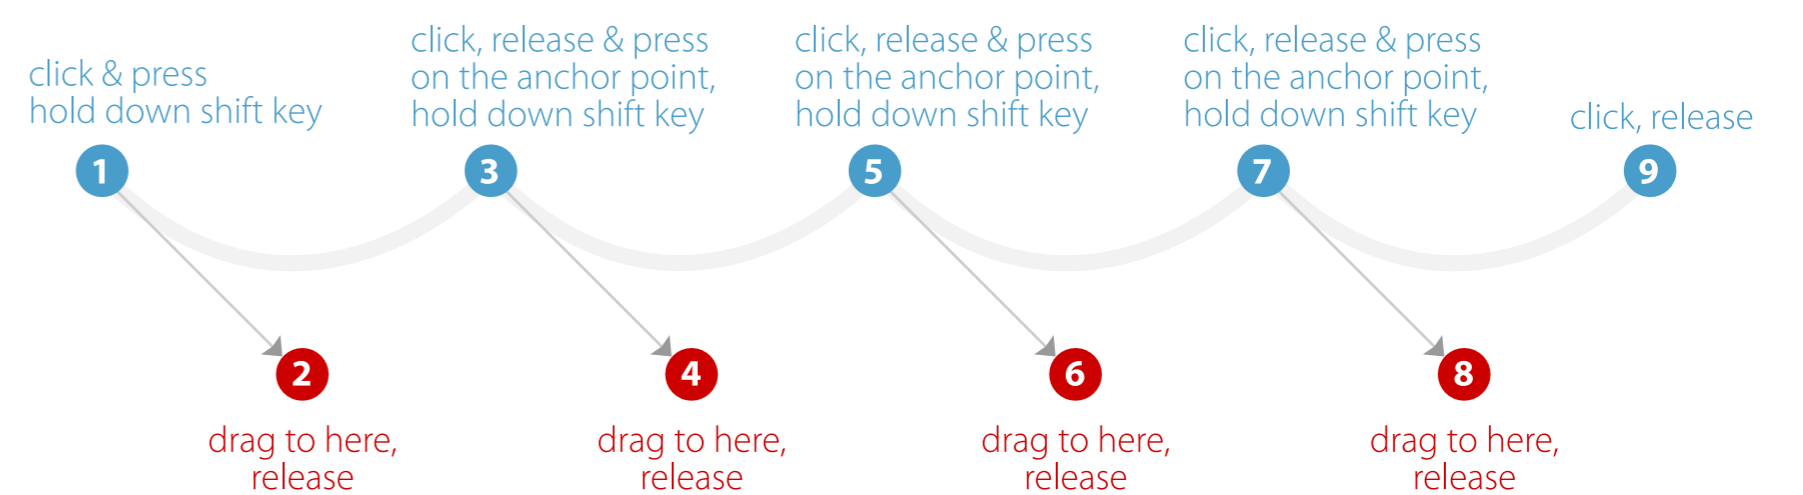 click & press
hold down shift key
click, release & press
on the anchor point,
hold down shift key
click, release & press
on the anchor point,
hold down shift key
click, release & press
on the anchor point,
hold down shift key
click, release
1
3
5
7
9
2
4
6
8
drag to here,
release
drag to here,
release
drag to here,
release
drag to here,
release